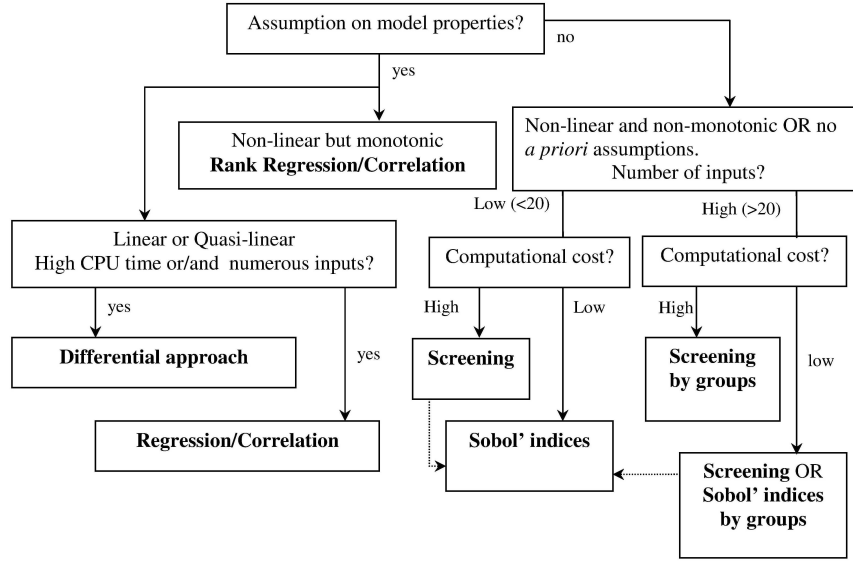 Assumption on model properties?
no
yes
Non-linear but monotonic
Rank Regression/Correlation
Non-linear and non-monotonic OR no
a priori assumptions.
Number of inputs?
Low (<20)
High (>20)
Linear or Quasi-linear
High CPU time or/and numerous inputs?
Computational cost?
Computational cost?
yes
High
Low
High
Differential approach
yes
Screening
Screening
by groups
low
Regression/Correlation
Sobol’ indices
Screening OR
Sobol’ indices
by groups